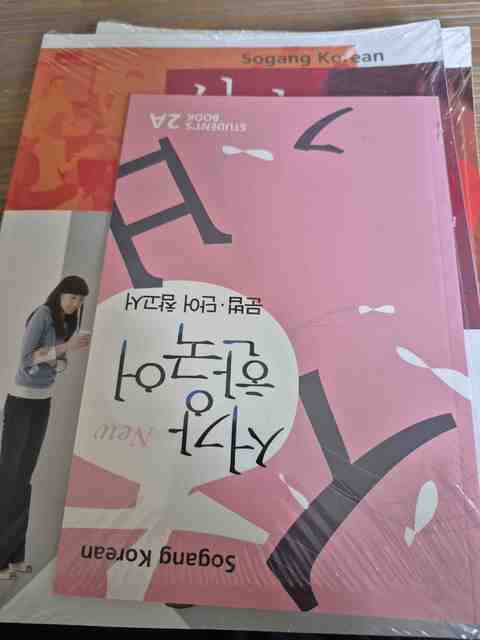 Sogang Korean
Sogang Korean
New
서강
한국어
문법·단어 참고서
STUDENT'S
BOOK 2A